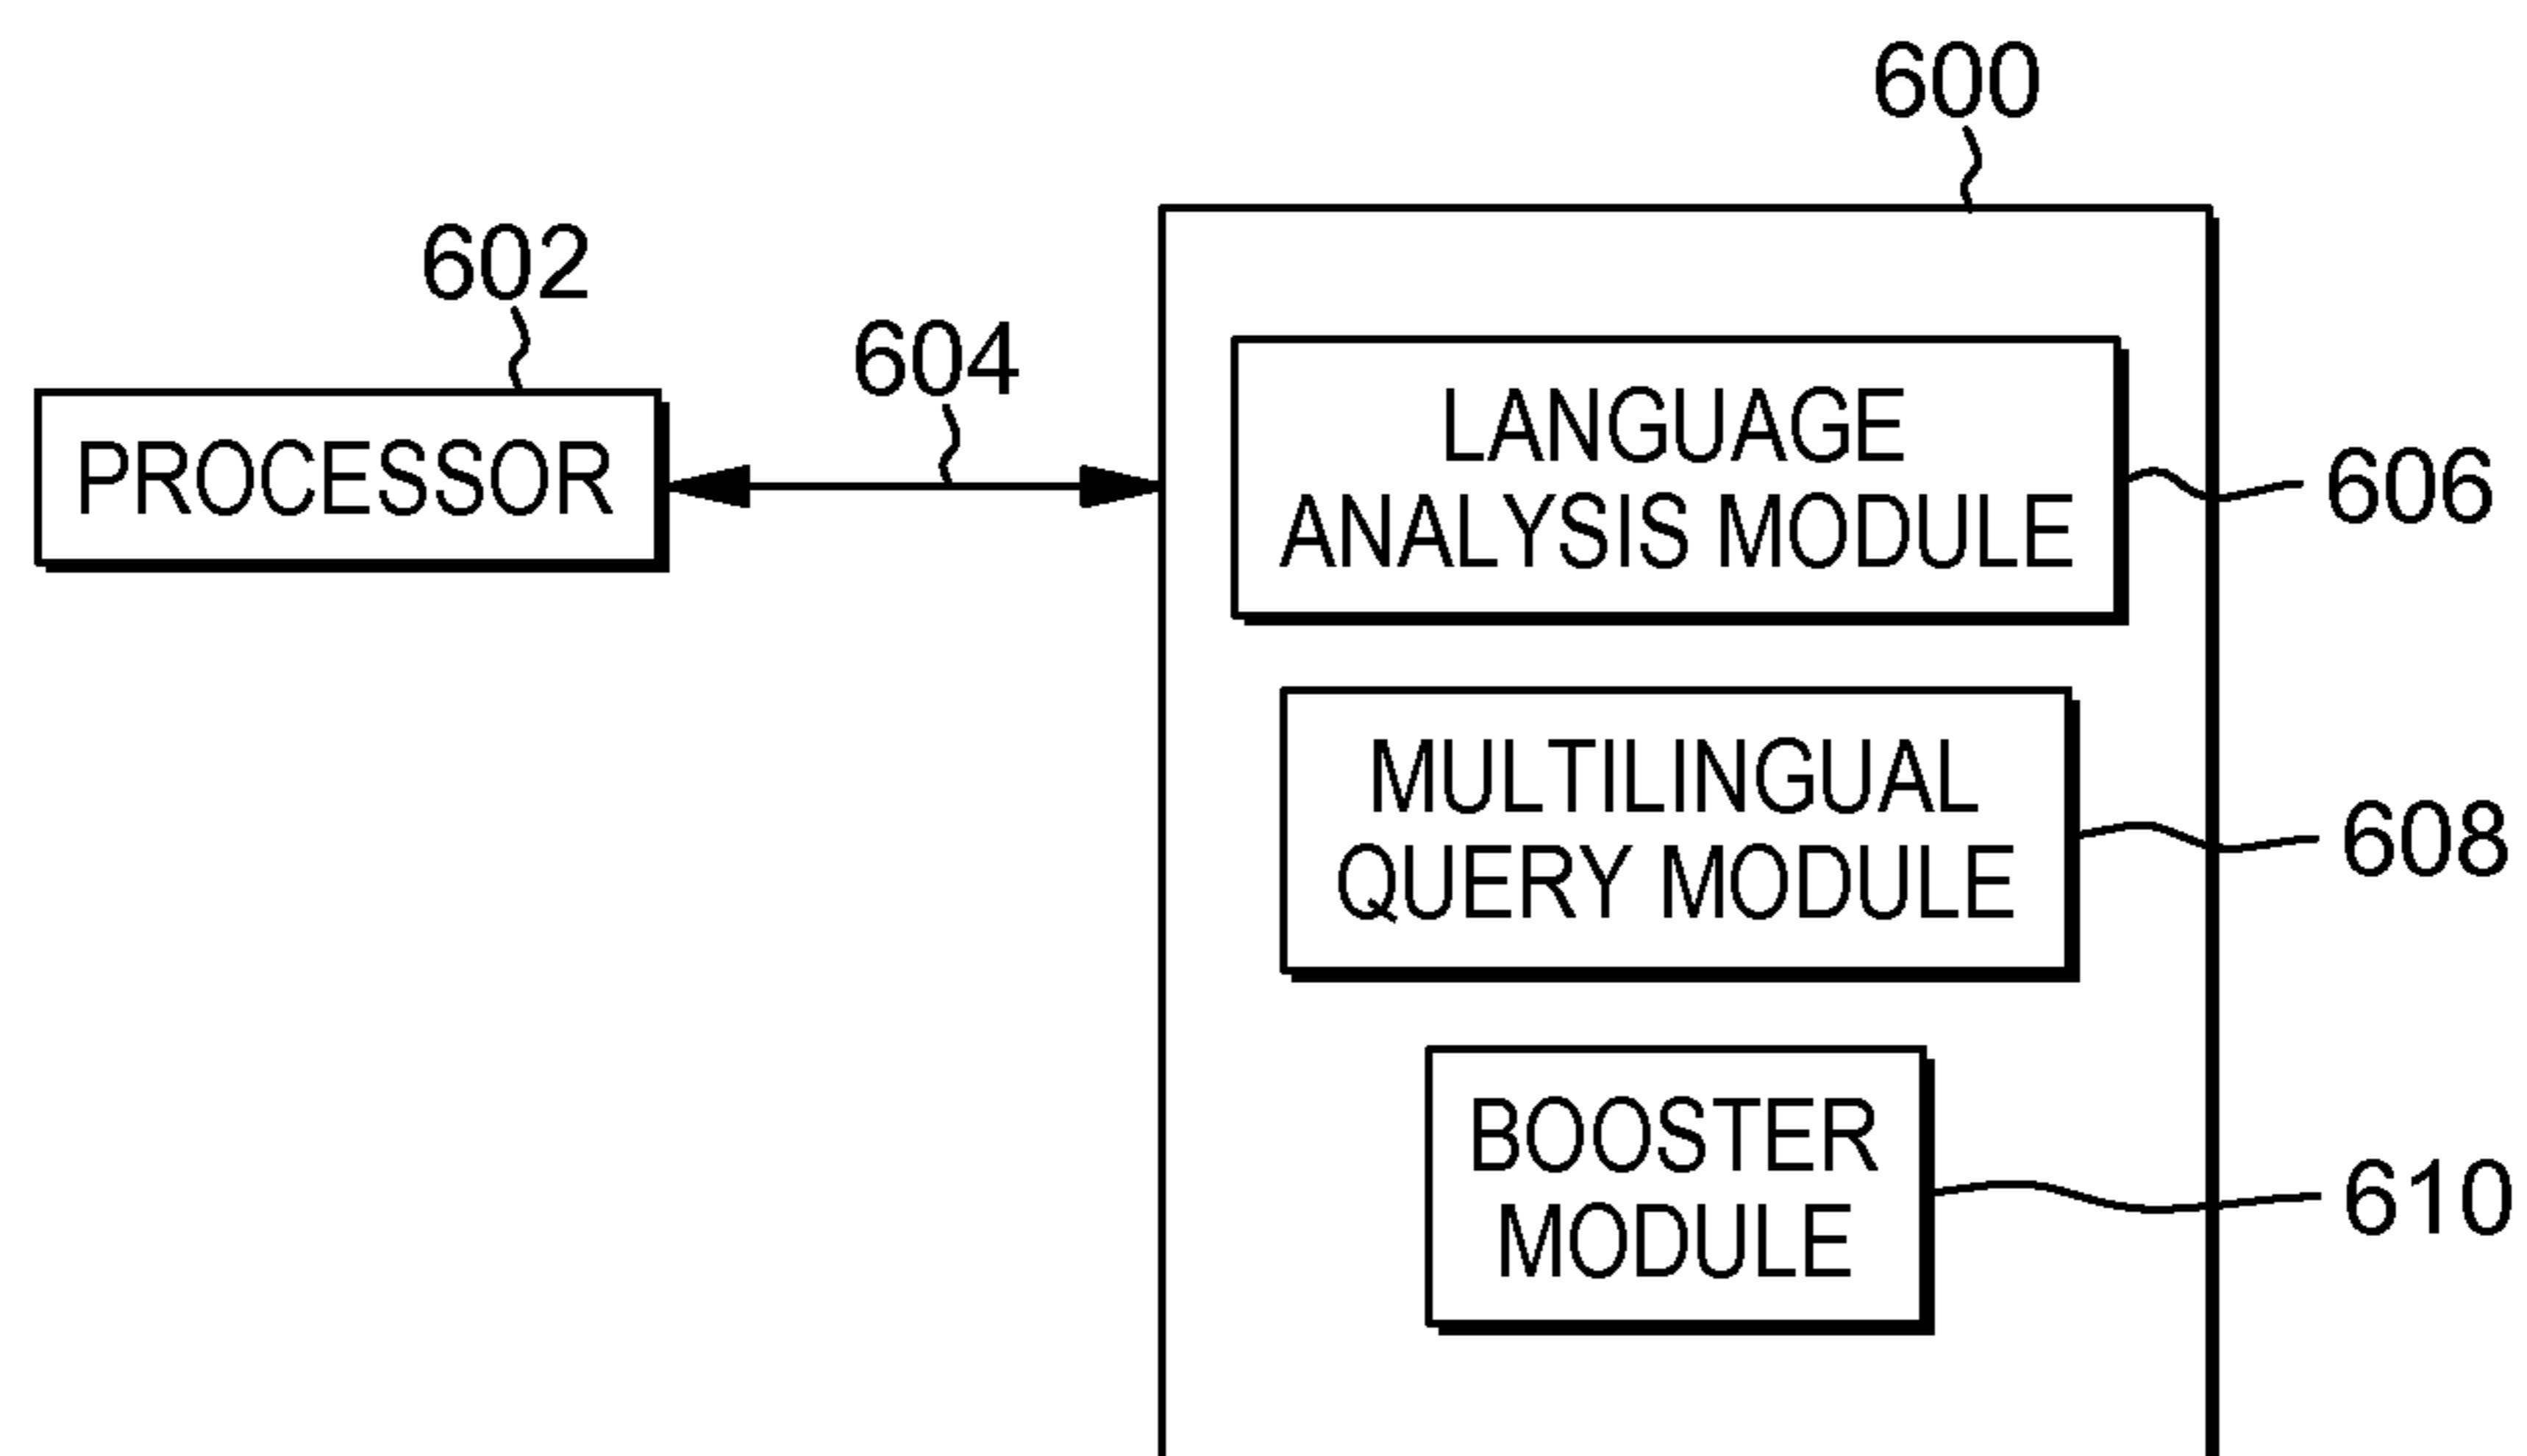 600
602
604
PROCESSOR
LANGUAGE
ANALYSIS MODULE
606
MULTILINGUAL
QUERY MODULE
608
BOOSTER
MODULE
610